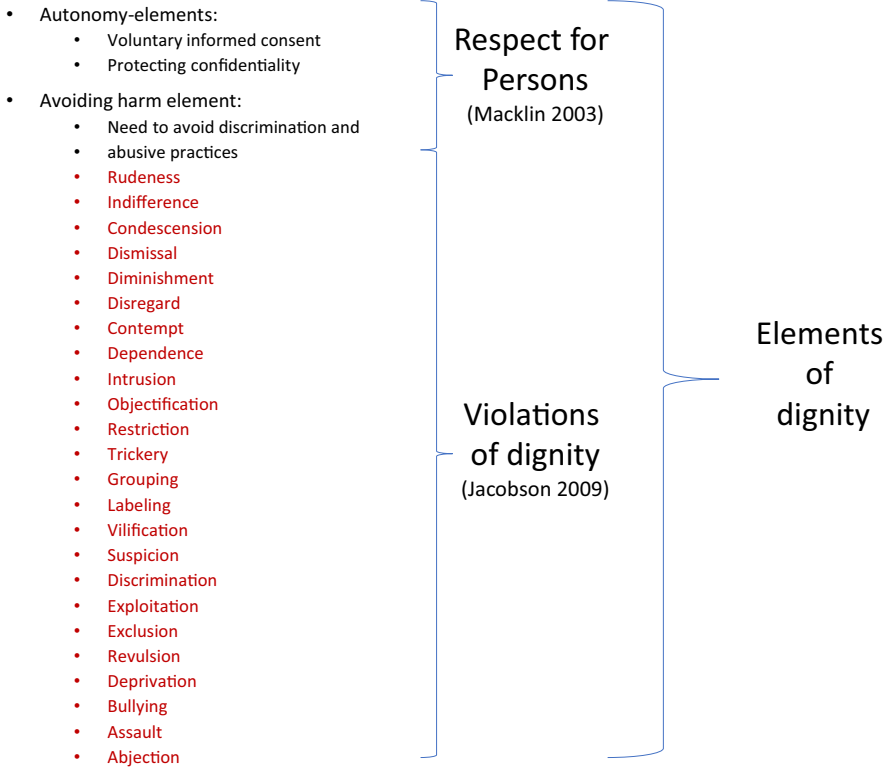 • Autonomy-elements:
• Voluntary informed consent
• Protecting confidentiality
• Avoiding harm element:
• Need to avoid discrimination and
• abusive practices
• Rudeness
• Indifference
• Condescension
• Dismissal
• Diminishment
• Disregard
• Contempt
• Dependence
• Intrusion
• Objectification
• Restriction
• Trickery
• Grouping
• Labeling
• Vilification
• Suspicion
• Discrimination
• Exploitation
• Exclusion
• Revulsion
• Deprivation
• Bullying
• Assault
• Abjection
Respect for
Persons
(Macklin 2003)
Violations
of dignity
(Jacobson 2009)
Elements
of
dignity